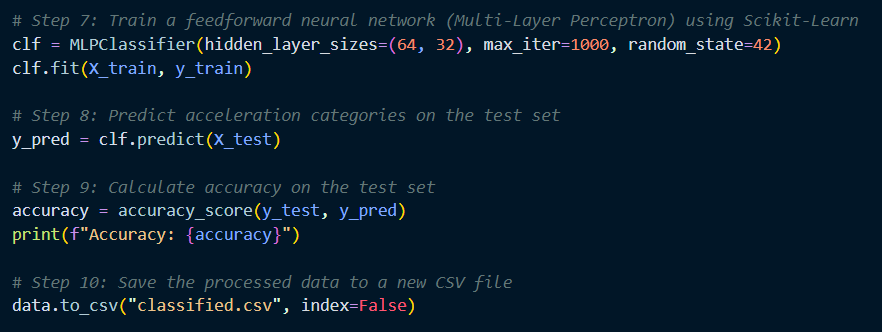 # Step 7: Train a feedforward neural network (Multi-Layer Perceptron) using Scikit-Learn
clf = MLPClassifier(hidden_layer_sizes=(64, 32), max_iter=1000, random_state=42)
clf.fit(X_train, y_train)
# Step 8: Predict acceleration categories on the test set
y_pred = clf.predict(X_test)
# Step 9: Calculate accuracy on the test set
accuracy = accuracy_score(y_test, y_pred)
print(f"Accuracy: {accuracy}")
# Step 10: Save the processed data to a new CSV file
data.to_csv("classified.csv", index=False)